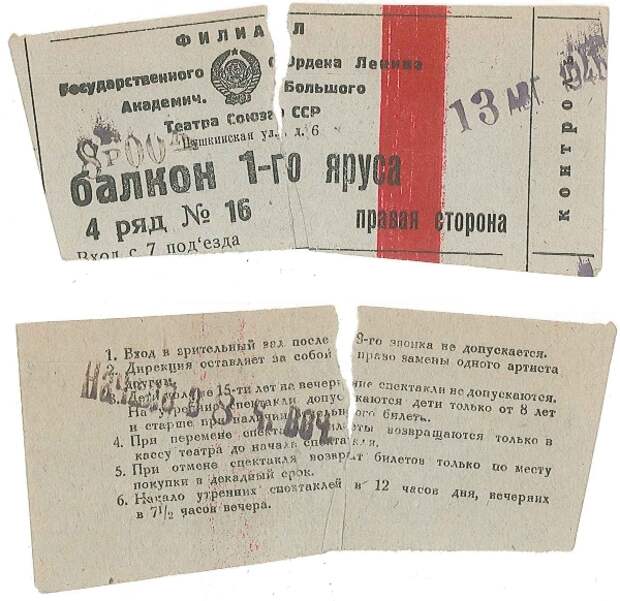 ФИЛИАЛ
Государственного Ордена Ленина
Академич. Большого
Театра Союза ССР
Пушкинская ул., д. 6
балкон 1-го яруса
4 ряд № 16
правая сторона
Вход с 7 под'езда
13 АВГ
контроль
1. Вход в зрительный зал после 3-го звонка не допускается.
2. Дирекция оставляет за собой право замены одного артиста
другим.
3. Дети до 15-ти лет на вечерние спектакли не допускаются.
На утренние спектакли допускаются дети только от 8 лет
и старше при наличии
билета.
4. При перемене спектакля билеты возвращаются только в
кассу театра до начала спектакля.
5. При отмене спектакля возврат билетов только по месту
покупки в декадный срок.
6. Начало утренних спектаклей в 12 часов дня, вечерних
в 7 1/2 часов вечера.